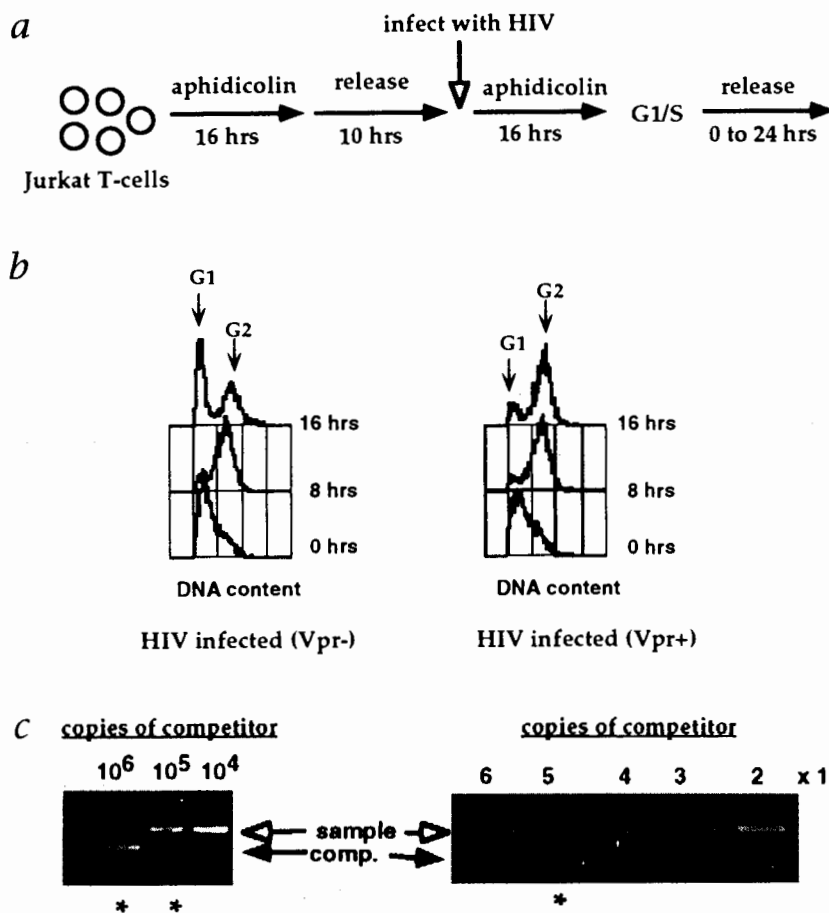 a
infect with HIV
aphidicolin
release
aphidicolin
release
16 hrs
10 hrs
16 hrs
G1/S
0 to 24 hrs
Jurkat T-cells
b
G1
G2
16 hrs
8 hrs
0 hrs
DNA content
HIV infected (Vpr-)
G1
G2
16 hrs
8 hrs
0 hrs
DNA content
HIV infected (Vpr+)
c
copies of competitor
10⁶ 10⁵ 10⁴
copies of competitor
6 5 4 3 2 x 1
sample
comp.
* *
*